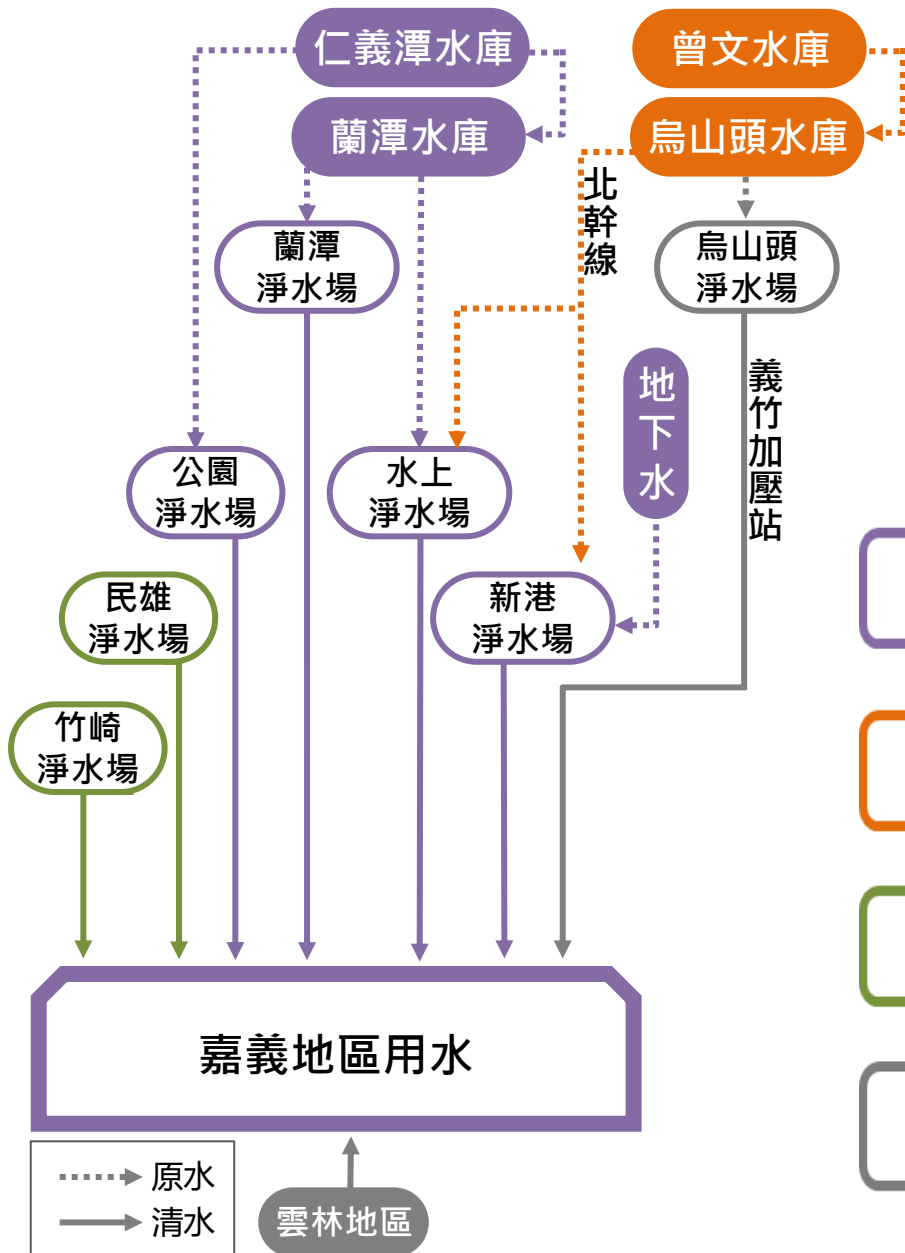 仁義潭水庫
曾文水庫
蘭潭水庫
烏山頭水庫
北幹線
蘭潭
淨水場
烏山頭
淨水場
地下水
義竹加壓站
公園
淨水場
水上
淨水場
民雄
淨水場
新港
淨水場
竹崎
淨水場
嘉義地區用水
原水
清水
雲林地區